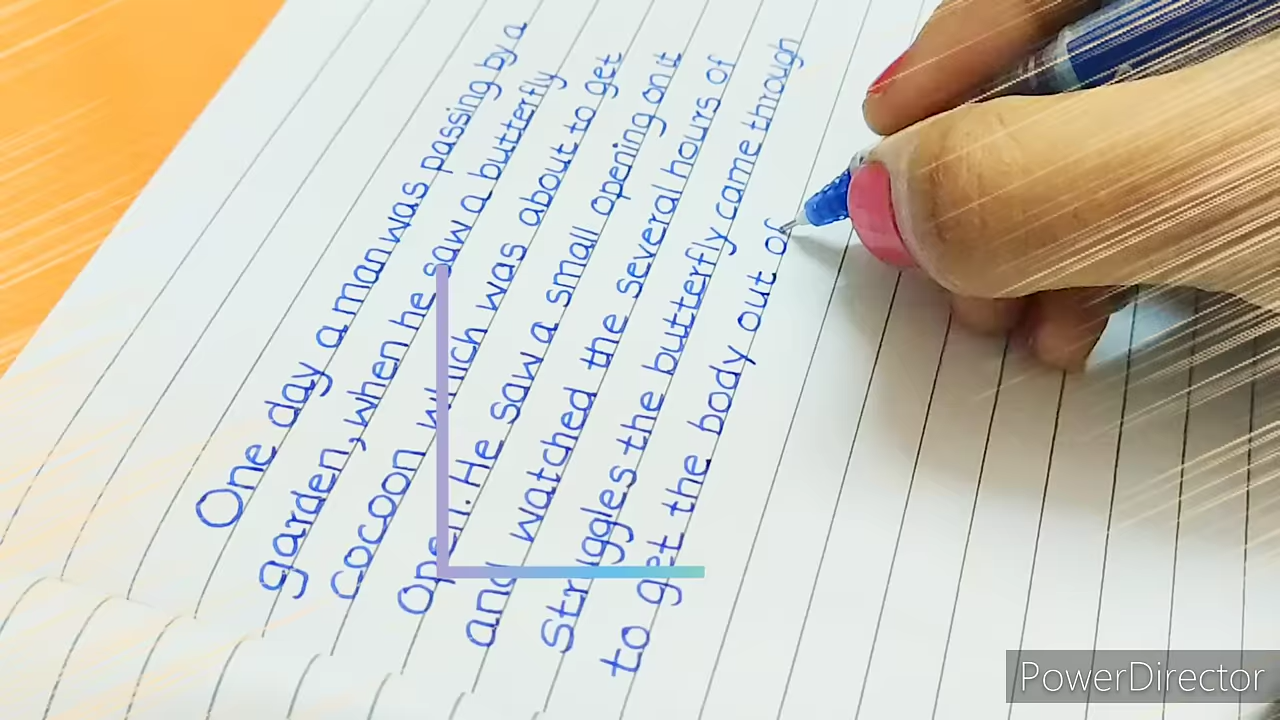 One day a man was passing by a
garden, when he saw a butterfly
cocoon which was about to get
Open. He saw a small opening on it
and watched the several hours of
Struggles the butterfly came through
to get the body out of
PowerDirector